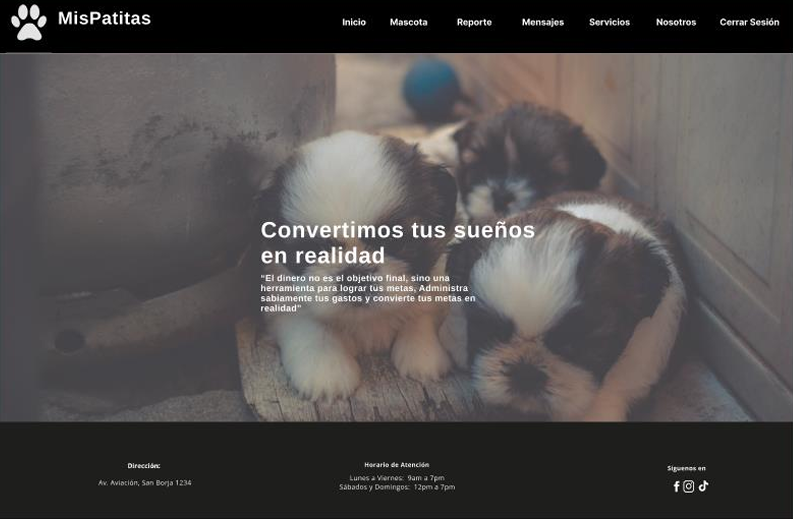 MisPatitas
Inicio Mascota Reporte Mensajes Servicios Nosotros Cerrar Sesión
Convertimos tus sueños
en realidad
"El dinero no es el objetivo final, sino una
herramienta para lograr tus metas, Administra
sabiamente tus gastos y convierte tus metas en
realidad"
Dirección:
Av. Aviación, San Borja 1234
Horario de Atención
Lunes a Viernes: 9am a 7pm
Sábados y Domingos: 12pm a 7pm
Síguenos en